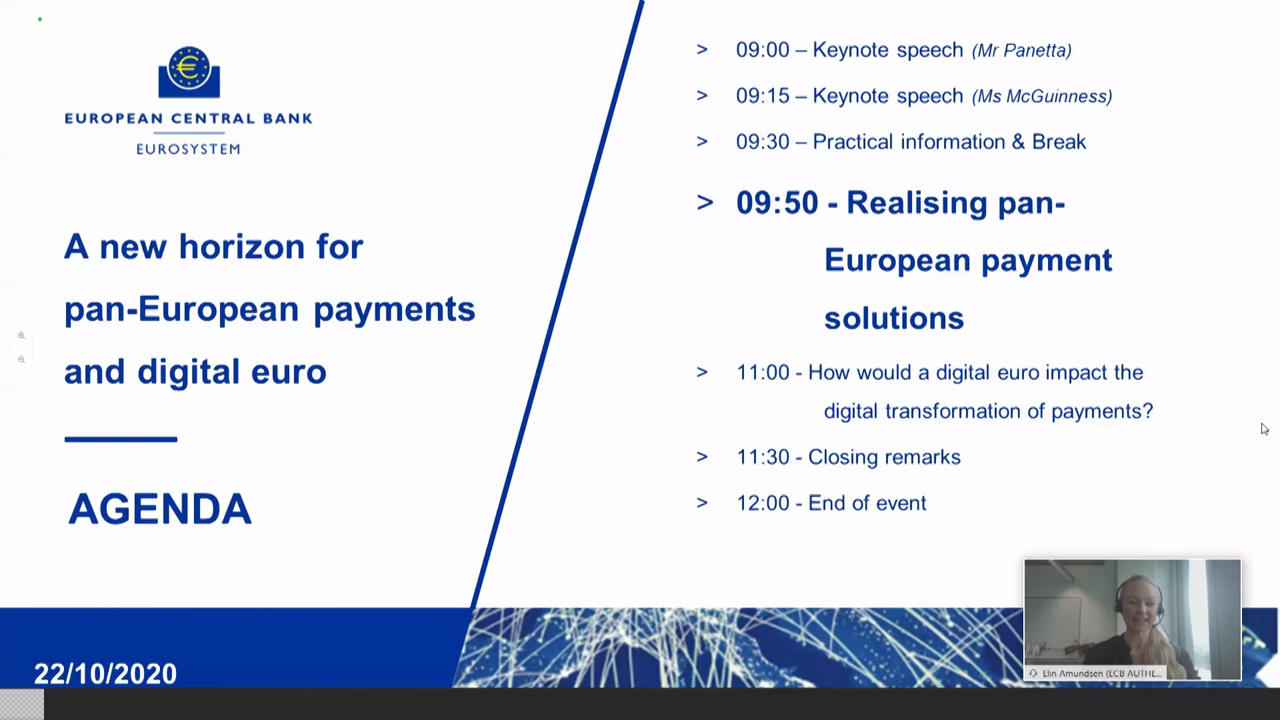 EUROPEAN CENTRAL BANK
EUROSYSTEM
A new horizon for
pan-European payments
and digital euro
AGENDA
22/10/2020
> 09:00 – Keynote speech (Mr Panetta)
> 09:15 – Keynote speech (Ms McGuinness)
> 09:30 – Practical information & Break
> 09:50 - Realising pan-
European payment
solutions
> 11:00 - How would a digital euro impact the
digital transformation of payments?
> 11:30 - Closing remarks
> 12:00 - End of event
Elin Amundsen (ECB AUTHE...